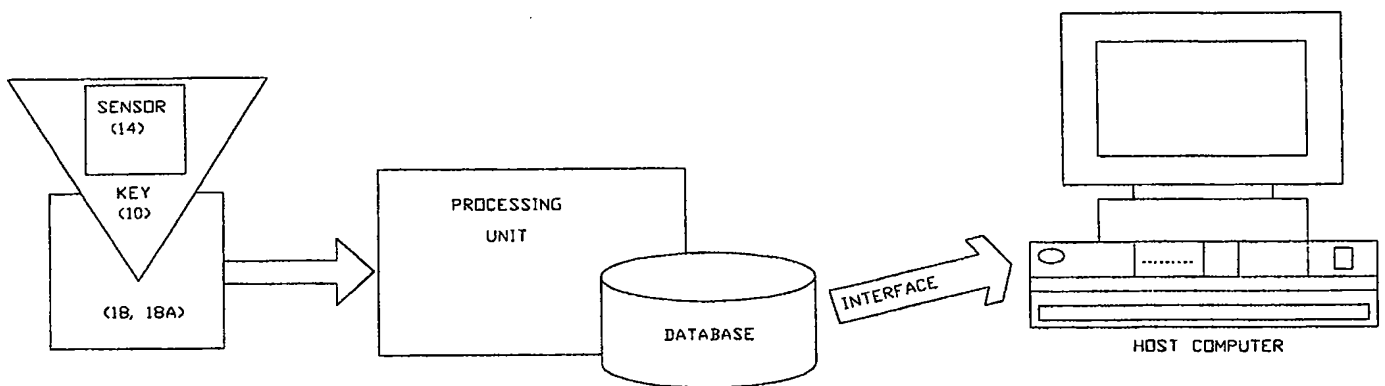 SENSOR
(14)
KEY
(10)
(18, 18A)
PROCESSING
UNIT
DATABASE
INTERFACE
HOST COMPUTER